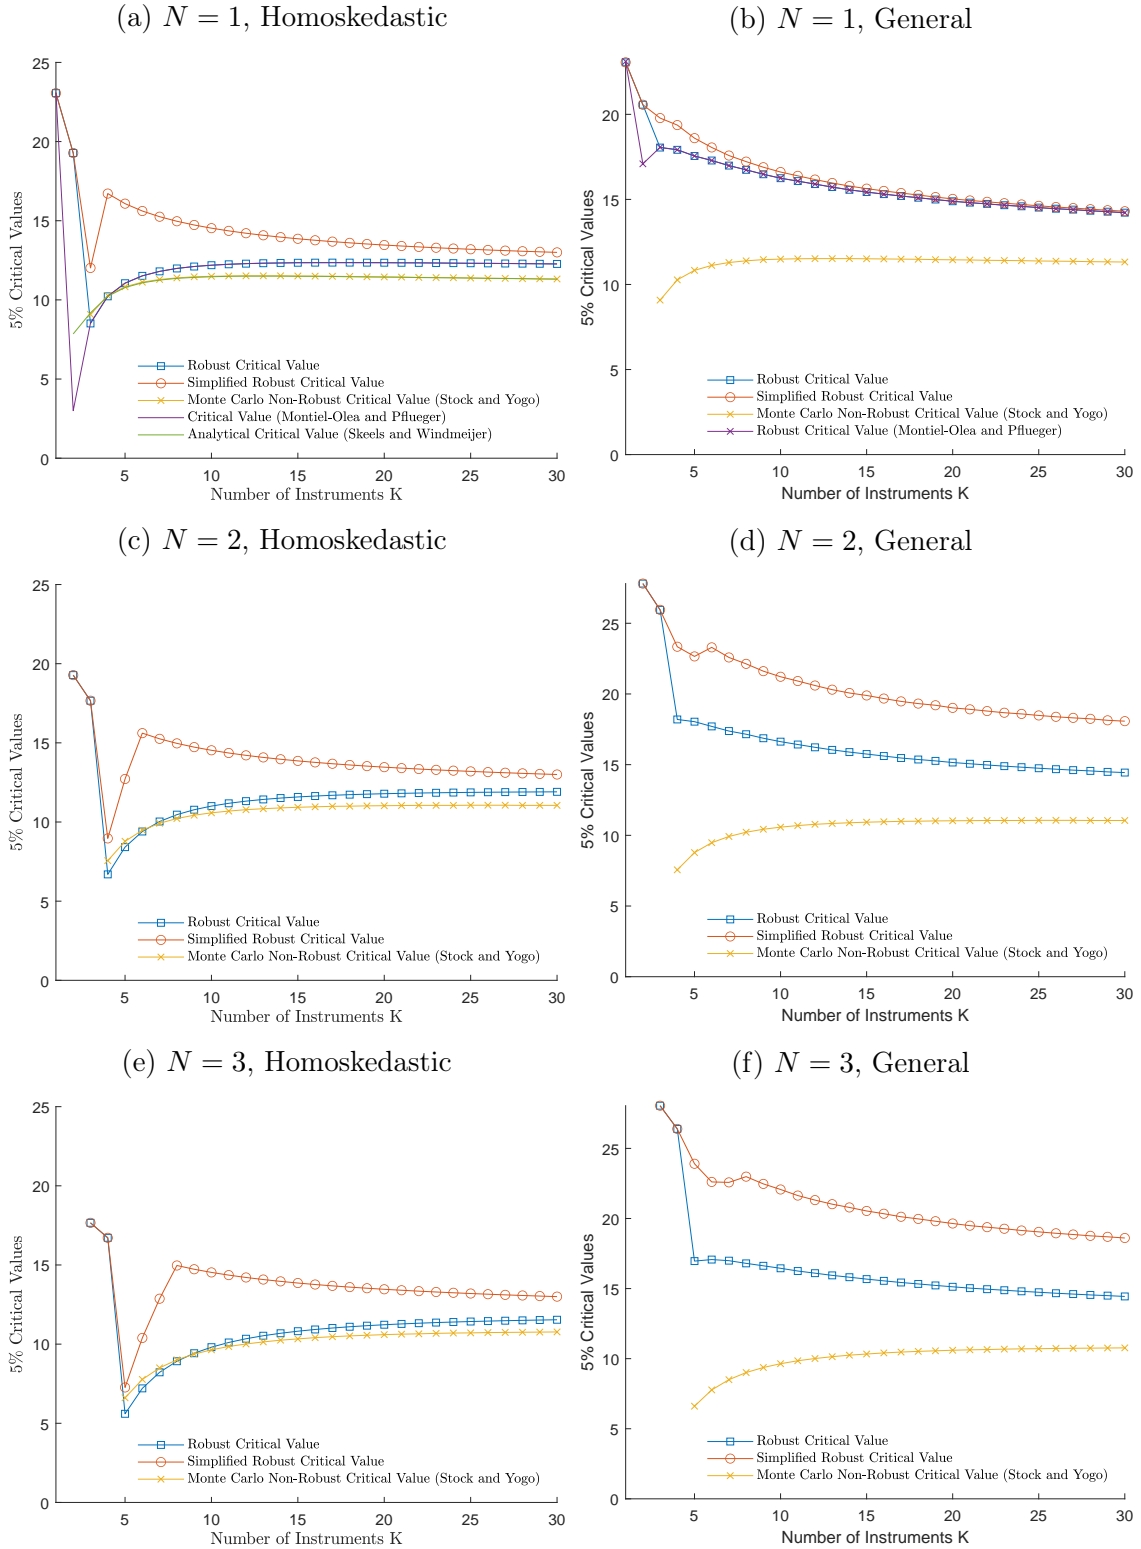 (a) N = 1, Homoskedastic
25
20
15
10
5
0
5% Critical Values
Robust Critical Value
Simplified Robust Critical Value
Monte Carlo Non-Robust Critical Value (Stock and Yogo)
Critical Value (Montiel-Olea and Pflueger)
Analytical Critical Value (Skeels and Windmeijer)
5 10 15 20 25 30
Number of Instruments K
(b) N = 1, General
20
15
10
5
0
5% Critical Values
Robust Critical Value
Simplified Robust Critical Value
Monte Carlo Non-Robust Critical Value (Stock and Yogo)
Robust Critical Value (Montiel-Olea and Pflueger)
5 10 15 20 25 30
Number of Instruments K
(c) N = 2, Homoskedastic
25
20
15
10
5
0
5% Critical Values
Robust Critical Value
Simplified Robust Critical Value
Monte Carlo Non-Robust Critical Value (Stock and Yogo)
5 10 15 20 25 30
Number of Instruments K
(d) N = 2, General
25
20
15
10
5
0
5% Critical Values
Robust Critical Value
Simplified Robust Critical Value
Monte Carlo Non-Robust Critical Value (Stock and Yogo)
5 10 15 20 25 30
Number of Instruments K
(e) N = 3, Homoskedastic
25
20
15
10
5
0
5% Critical Values
Robust Critical Value
Simplified Robust Critical Value
Monte Carlo Non-Robust Critical Value (Stock and Yogo)
5 10 15 20 25 30
Number of Instruments K
(f) N = 3, General
25
20
15
10
5
0
5% Critical Values
Robust Critical Value
Simplified Robust Critical Value
Monte Carlo Non-Robust Critical Value (Stock and Yogo)
5 10 15 20 25 30
Number of Instruments K